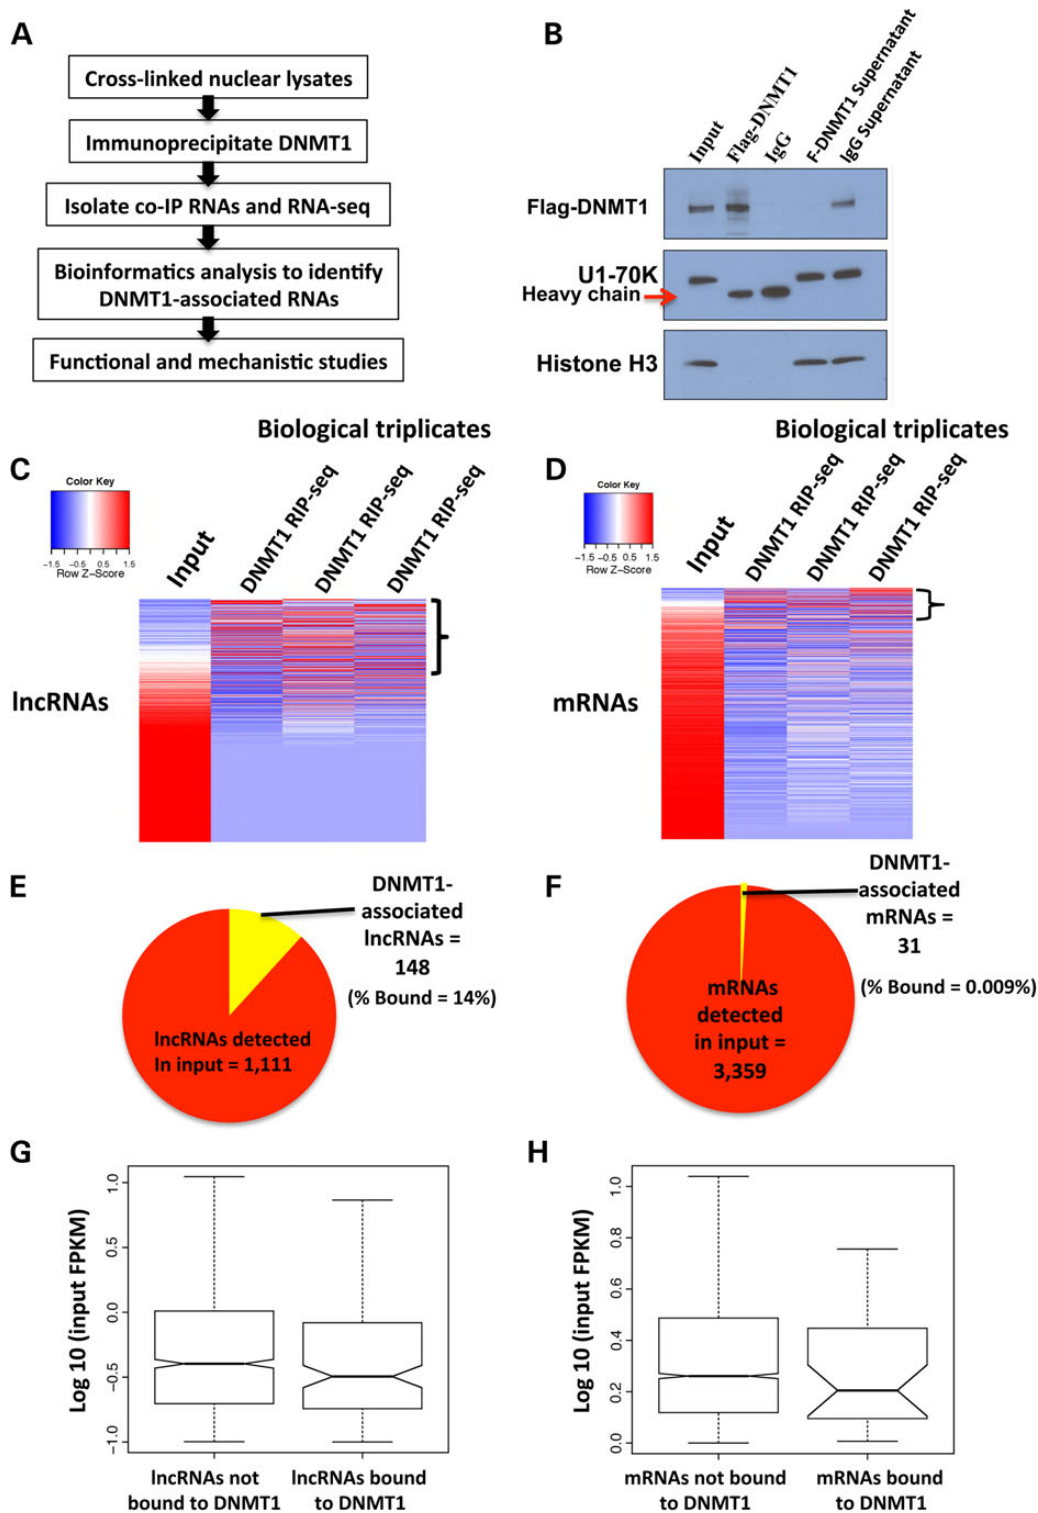 A
Cross-linked nuclear lysates
Immunoprecipitate DNMT1
Isolate co-IP RNAs and RNA-seq
Bioinformatics analysis to identify
DNMT1-associated RNAs
Functional and mechanistic studies
B
Input
Flag-DNMT1
IgG
F-DNMT1 Supernatant
IgG Supernatant
Flag-DNMT1
U1-70K
Heavy chain
Histone H3
C
Biological triplicates
Color Key
-1.5 -0.5 0.5 1.5
Row Z-Score
Input
DNMT1 RIP-seq
DNMT1 RIP-seq
DNMT1 RIP-seq
lncRNAs
D
Biological triplicates
Color Key
-1.5 -0.5 0.5 1.5
Row Z-Score
Input
DNMT1 RIP-seq
DNMT1 RIP-seq
DNMT1 RIP-seq
mRNAs
E
DNMT1-
associated
lncRNAs =
148
(% Bound = 14%)
lncRNAs detected
In input = 1,111
F
DNMT1-
associated
mRNAs =
31
(% Bound = 0.009%)
mRNAs
detected
in input =
3,359
G
Log 10 (input FPKM)
1.0
0.5
0.0
-0.5
-1.0
lncRNAs not
bound to DNMT1
lncRNAs bound
to DNMT1
H
Log 10 (input FPKM)
1.0
0.8
0.6
0.4
0.2
0.0
mRNAs not bound
to DNMT1
mRNAs bound
to DNMT1